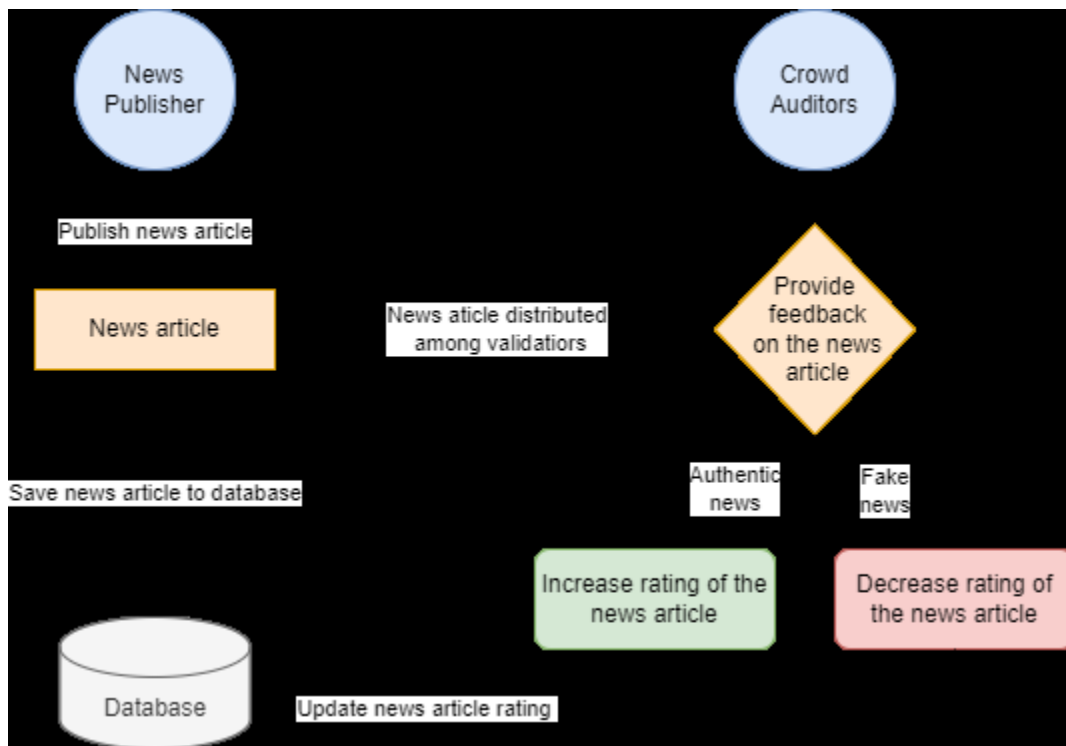 News
Publisher
Crowd
Auditors
Publish news article
News article
News aticle distributed
among validatiors
Provide
feedback
on the news
article
Save news article to database
Authentic
news
Fake
news
Increase rating of the
news article
Decrease rating of
the news article
Database
Update news article rating